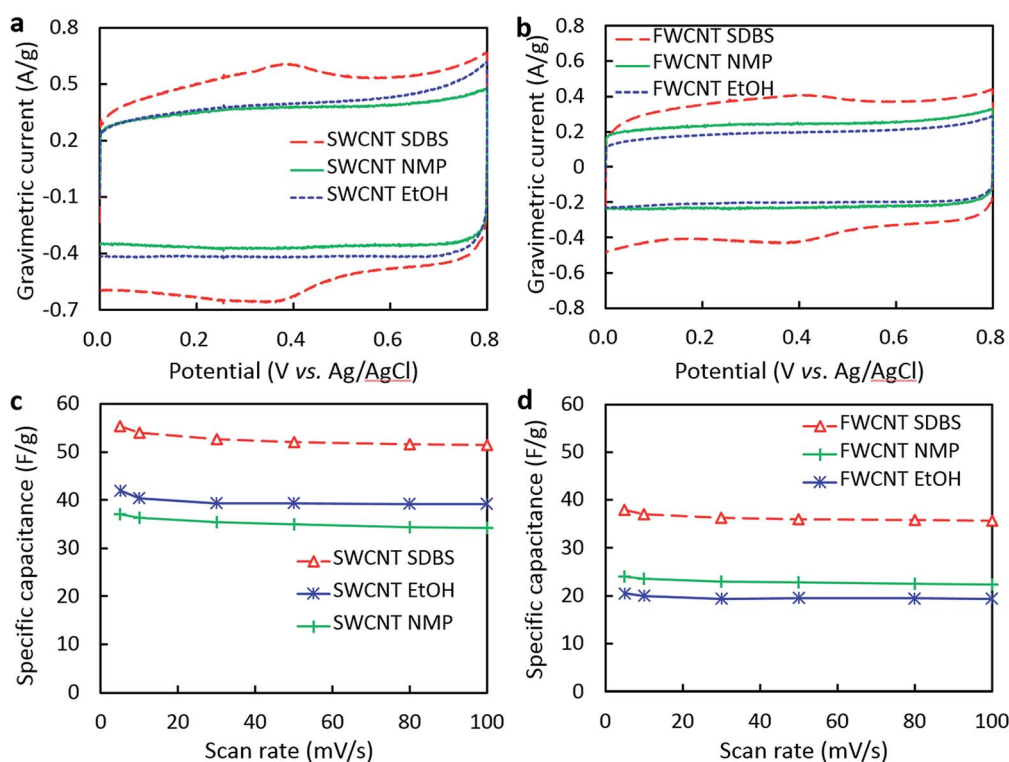 a
Gravimetric current (A/g)
0.8
0.5
0.2
-0.1
-0.4
-0.7
SWCNT SDBS
SWCNT NMP
SWCNT EtOH
0.0
0.2
0.4
0.6
0.8
Potential (V vs. Ag/AgCl)
b
Gravimetric current (A/g)
0.8
0.6
0.4
0.2
0
-0.2
-0.4
-0.6
-0.8
FWCNT SDBS
FWCNT NMP
FWCNT EtOH
0.0
0.2
0.4
0.6
0.8
Potential (V vs. Ag/AgCl)
c
Specific capacitance (F/g)
60
50
40
30
20
10
0
SWCNT SDBS
SWCNT EtOH
SWCNT NMP
0
20
40
60
80
100
Scan rate (mV/s)
d
Specific capacitance (F/g)
60
50
40
30
20
10
0
FWCNT SDBS
FWCNT NMP
FWCNT EtOH
0
20
40
60
80
100
Scan rate (mV/s)